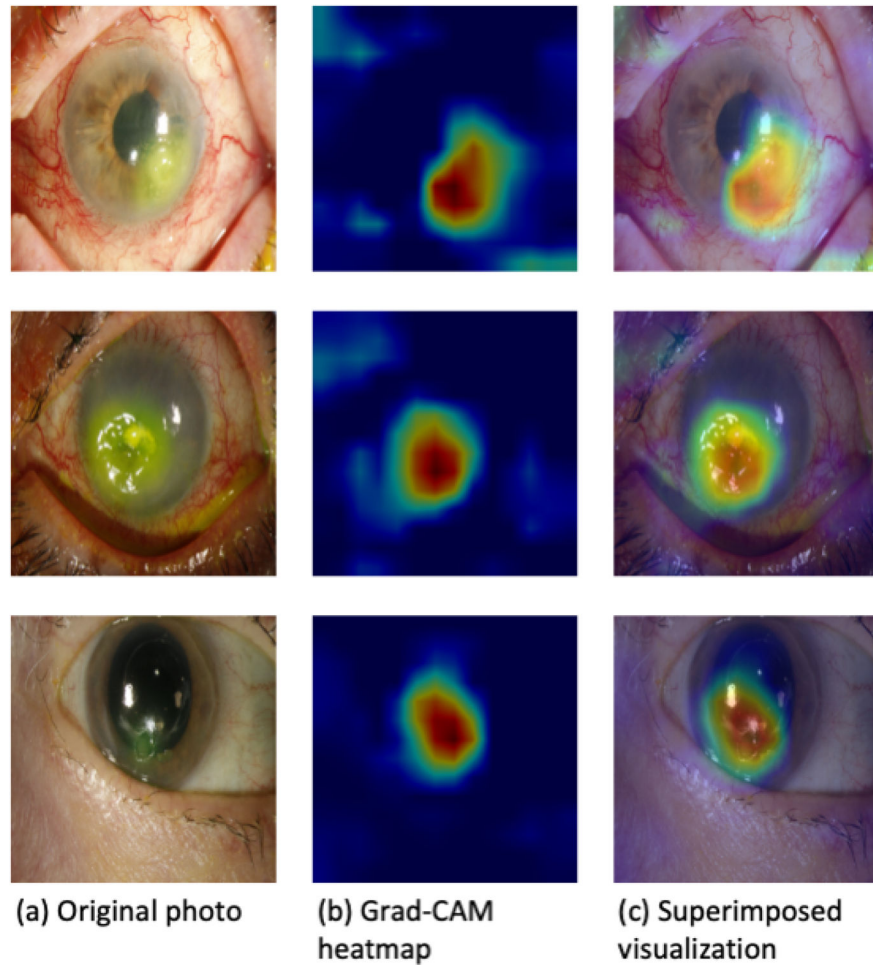 (a) Original photo
(b) Grad-CAM
heatmap
(c) Superimposed
visualization